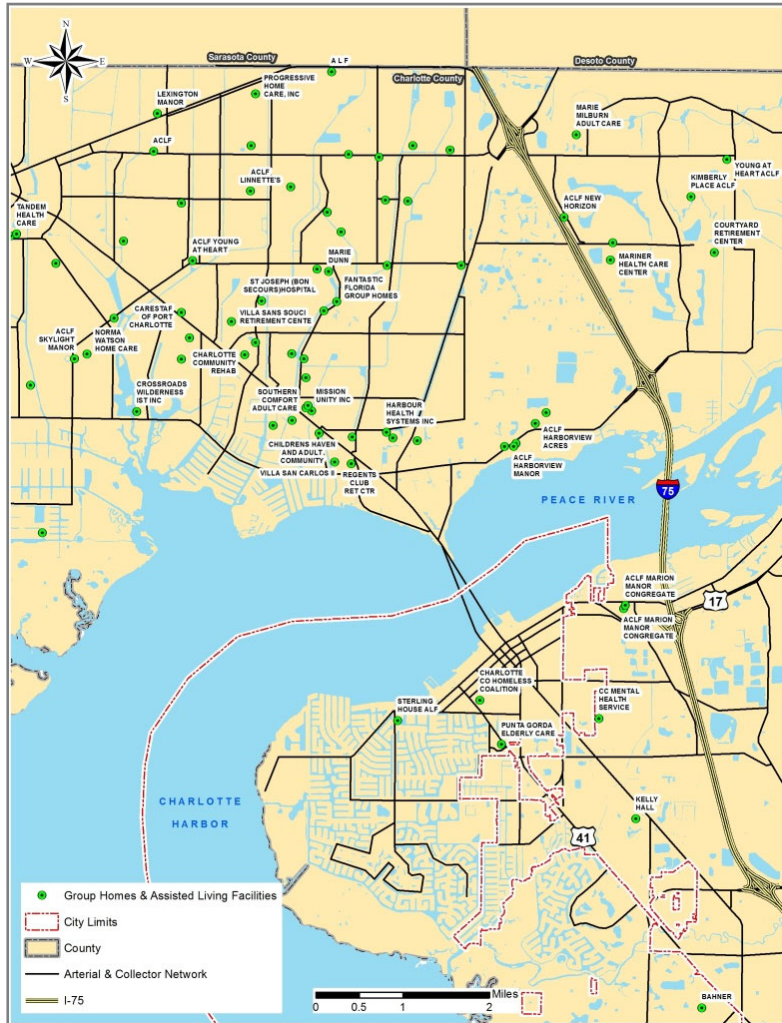 N
W
E
S
Sarasota County
Desoto County
Charlotte County
ALF
PROGRESSIVE
HOME
CARE, INC
LEXINGTON
MANOR
MARIE
MILBURN
ADULT CARE
ACLF
YOUNG AT
HEART ACLF
ACLF
LINNETTE'S
KIMBERLY
PLACE ACLF
TANDEM
HEALTH
CARE
ACLF NEW
HORIZON
COURTYARD
RETIREMENT
CENTER
ACLF YOUNG
AT HEART
MARIE
DUNN
MARINER
HEALTH CARE
CENTER
ST JOSEPH (BON
SECOURS)HOSPITAL
FANTASTIC
FLORIDA
GROUP HOMES
CARESTAF
OF PORT
CHARLOTTE
VILLA SANS SOUCI
RETIREMENT CENTE
ACLF
SKYLIGHT
MANOR
NORMA
WATSON
HOME CARE
CHARLOTTE
COMMUNITY
REHAB
CROSSROADS
WILDERNESS
IST INC
SOUTHERN
COMFORT
ADULT CARE
MISSION
UNITY INC
HARBOUR
HEALTH
SYSTEMS INC
ACLF
HARBORVIEW
ACRES
CHILDRENS HAVEN
AND ADULT
COMMUNITY
ACLF
HARBORVIEW
MANOR
VILLA SAN CARLOS II
REGENTS
CLUB
RET CTR
PEACE RIVER
75
ACLF MARION
MANOR
CONGREGATE
17
ACLF MARION
MANOR
CONGREGATE
CHARLOTTE
CO HOMELESS
COALITION
CC MENTAL
HEALTH
SERVICE
STERLING
HOUSE ALF
PUNTA GORDA
ELDERLY CARE
CHARLOTTE
HARBOR
KELLY
HALL
41
Group Homes & Assisted Living Facilities
City Limits
County
Arterial & Collector Network
I-75
Miles
0 0.5 1 2
BAHNER